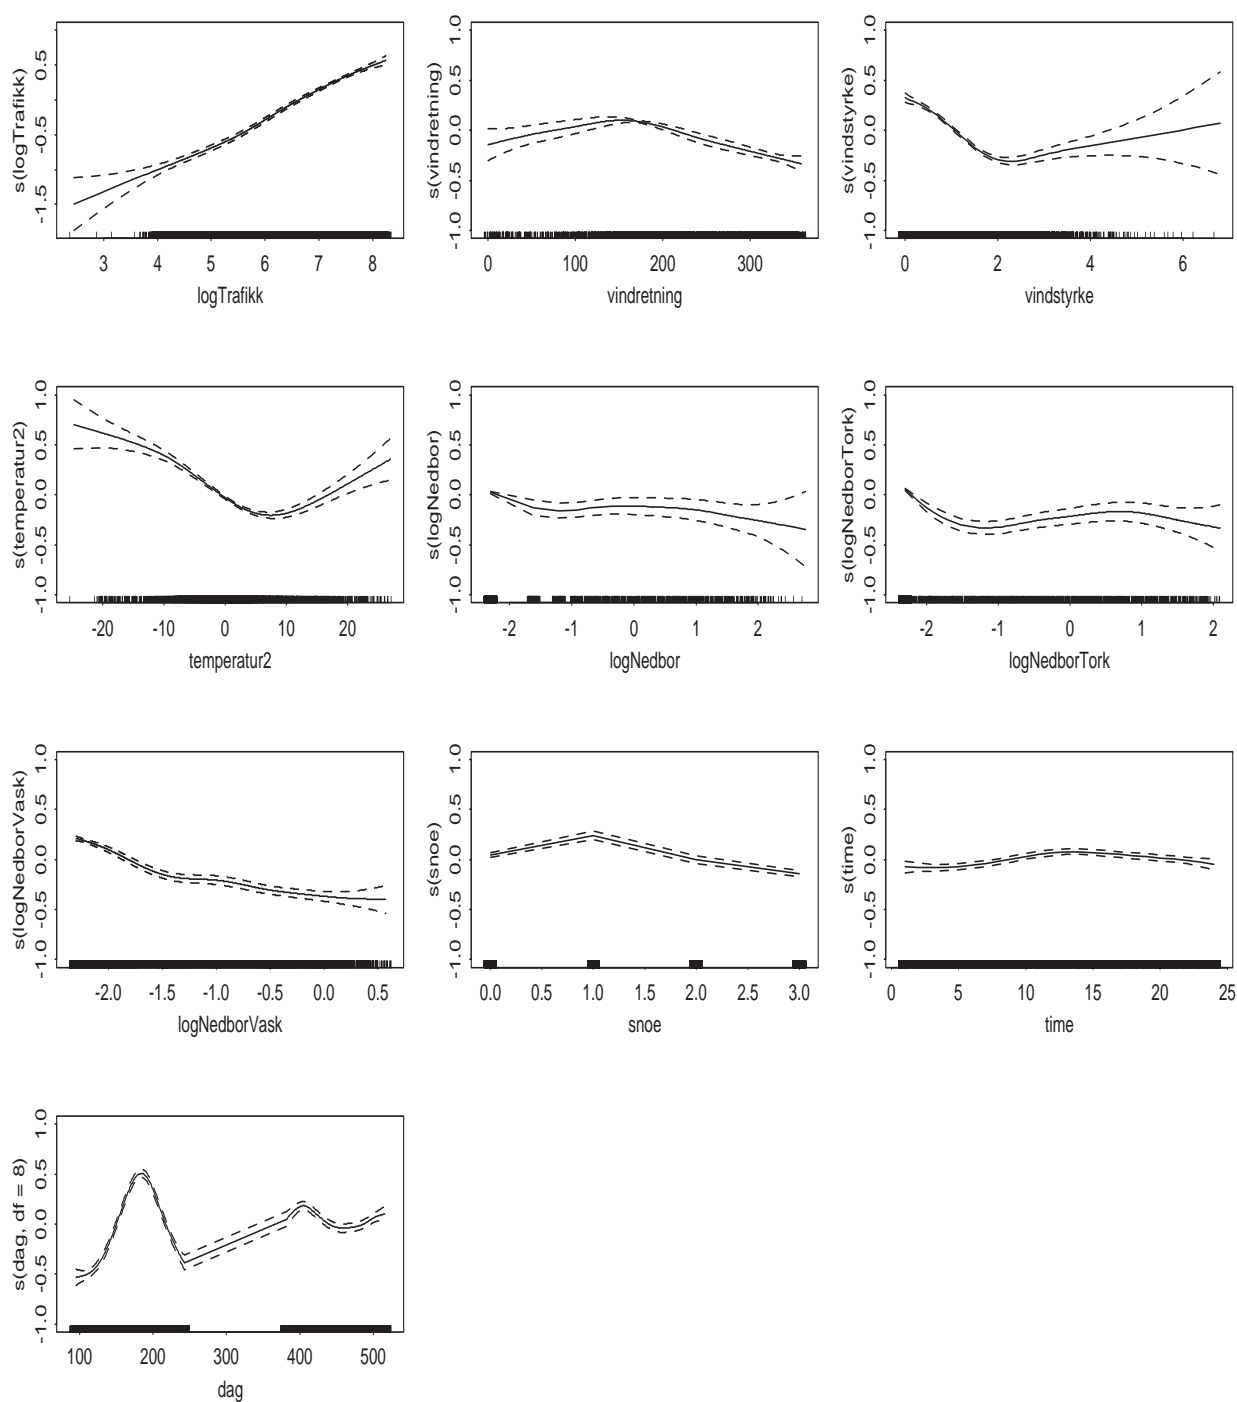 s(logTrafikk)
0.5
-0.5
-1.5
3 4 5 6 7 8
logTrafikk
s(vindretning)
1.0
0.5
0.0
-0.5
-1.0
0 100 200 300
vindretning
s(vindstyrke)
1.0
0.5
0.0
-0.5
-1.0
0 2 4 6
vindstyrke
s(temperatur2)
1.0
0.5
0.0
-0.5
-1.0
-20 -10 0 10 20
temperatur2
s(logNedbor)
1.0
0.5
0.0
-0.5
-1.0
-2 -1 0 1 2
logNedbor
s(logNedborTork)
1.0
0.5
0.0
-0.5
-1.0
-2 -1 0 1 2
logNedborTork
s(logNedborVask)
1.0
0.5
0.0
-0.5
-1.0
-2.0 -1.5 -1.0 -0.5 0.0 0.5
logNedborVask
s(snoe)
1.0
0.5
0.0
-0.5
-1.0
0.0 0.5 1.0 1.5 2.0 2.5 3.0
snoe
s(time)
1.0
0.5
0.0
-0.5
-1.0
0 5 10 15 20 25
time
s(dag, df = 8)
1.0
0.5
0.0
-0.5
-1.0
100 200 300 400 500
dag